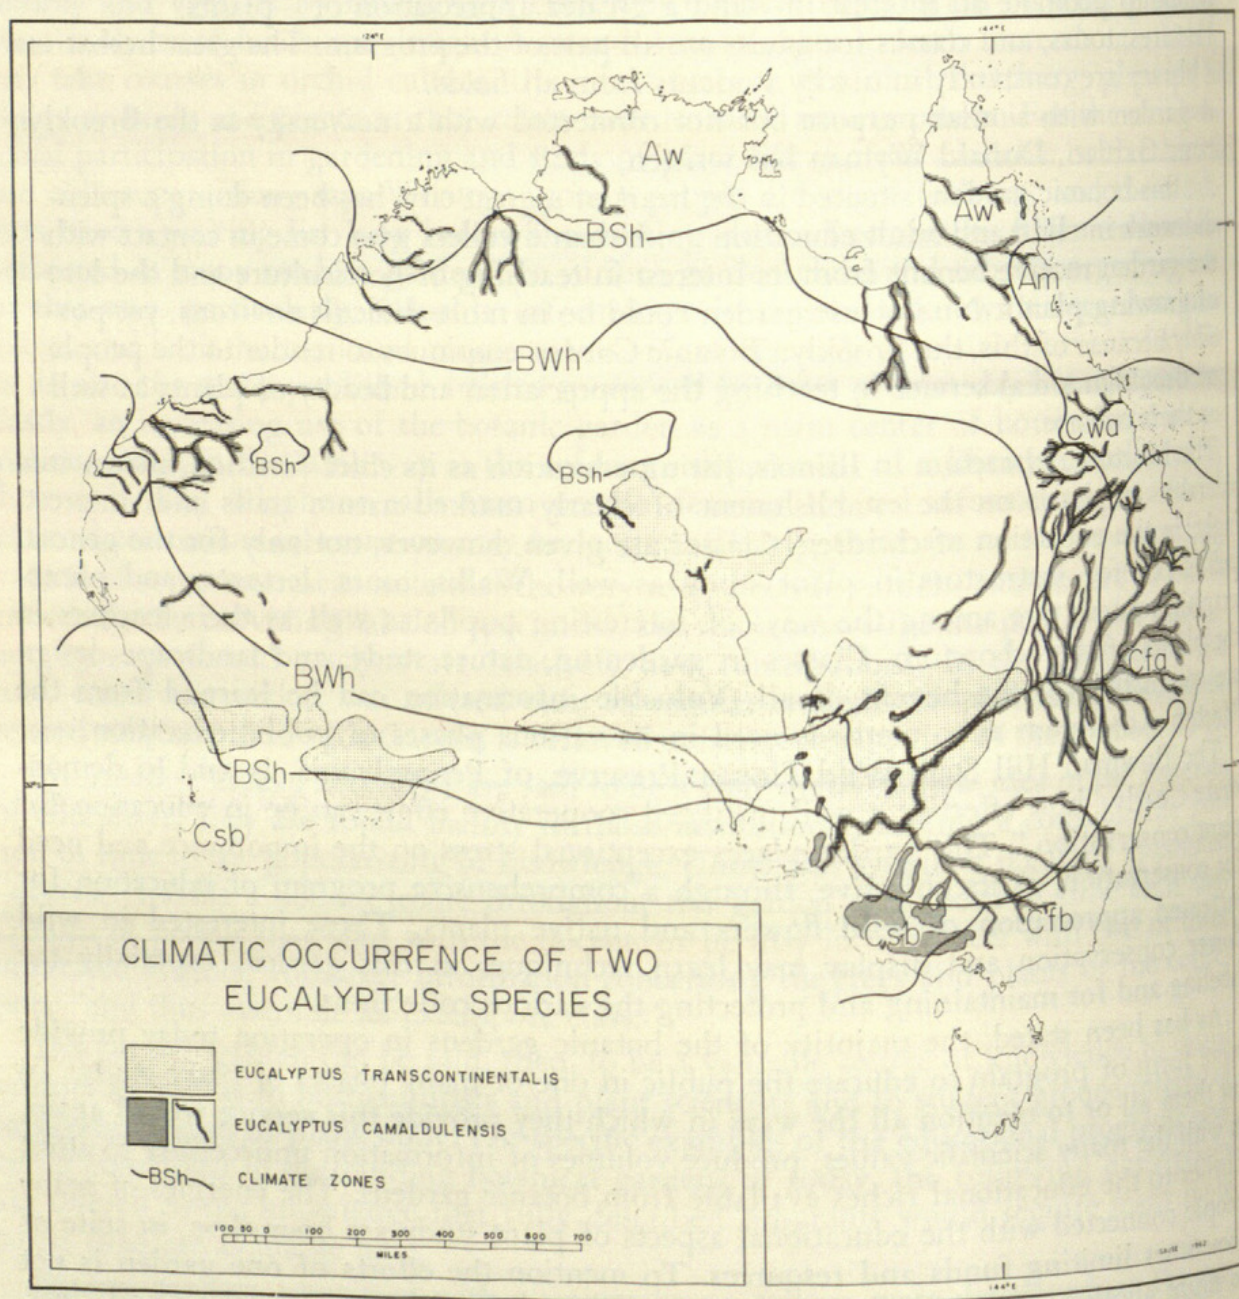 124°E
144°E
Aw
Aw
BSh
Am
BWh
Cwa
BSh
BSh
Cfa
BWh
BSh
Csb
Csb
Cfb
CLIMATIC OCCURRENCE OF TWO
EUCALYPTUS SPECIES
EUCALYPTUS TRANSCONTINENTALIS
EUCALYPTUS CAMALDULENSIS
BSh CLIMATE ZONES
100 50 0 100 200 300 400 500 600 700
MILES
144°E